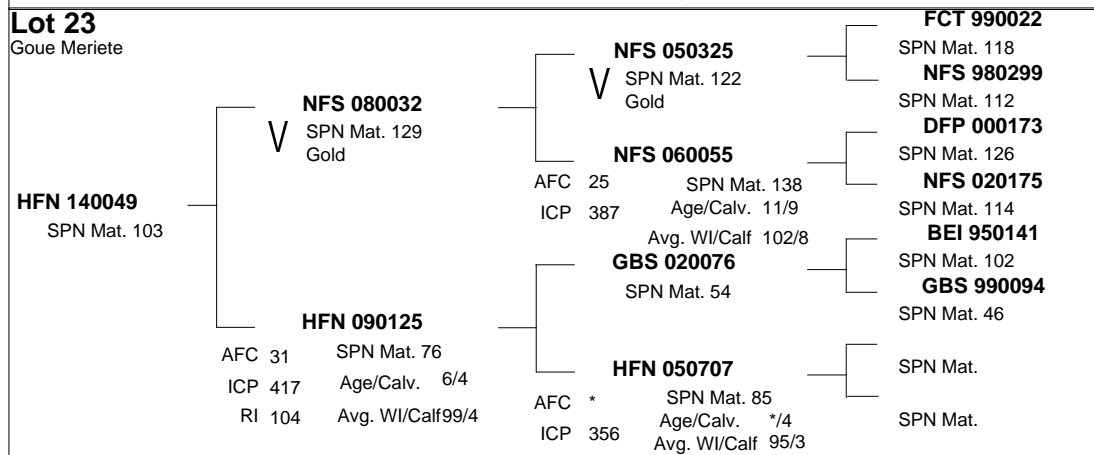 Lot 23
Goue Meriete
FCT 990022
SPN Mat. 118
NFS 050325
V SPN Mat. 122
Gold
NFS 980299
SPN Mat. 112
NFS 080032
V SPN Mat. 129
Gold
DFP 000173
SPN Mat. 126
NFS 060055
AFC 25 SPN Mat. 138
ICP 387 Age/Calv. 11/9
Avg. WI/Calf 102/8
NFS 020175
SPN Mat. 114
HFN 140049
SPN Mat. 103
BEI 950141
SPN Mat. 102
GBS 020076
SPN Mat. 54
GBS 990094
SPN Mat. 46
HFN 090125
AFC 31 SPN Mat. 76
ICP 417 Age/Calv. 6/4
RI 104 Avg. WI/Calf 99/4
SPN Mat.
HFN 050707
AFC * SPN Mat. 85
Age/Calv. */4
ICP 356 Avg. WI/Calf 95/3
SPN Mat.